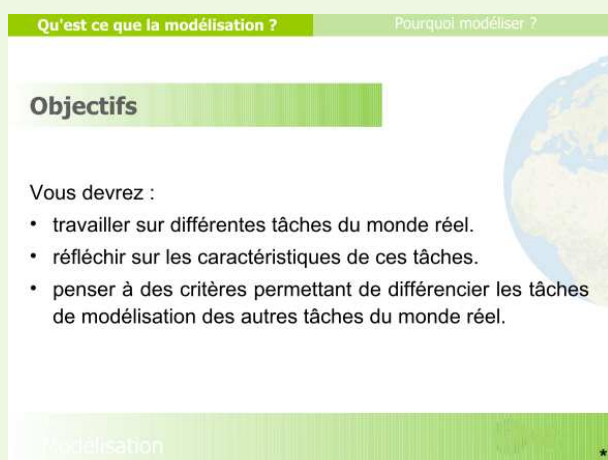 Qu'est ce que la modélisation ? Pourquoi modéliser ?
Objectifs
Vous devrez :
• travailler sur différentes tâches du monde réel.
• réfléchir sur les caractéristiques de ces tâches.
• penser à des critères permettant de différencier les tâches
de modélisation des autres tâches du monde réel.
Modélisation
*